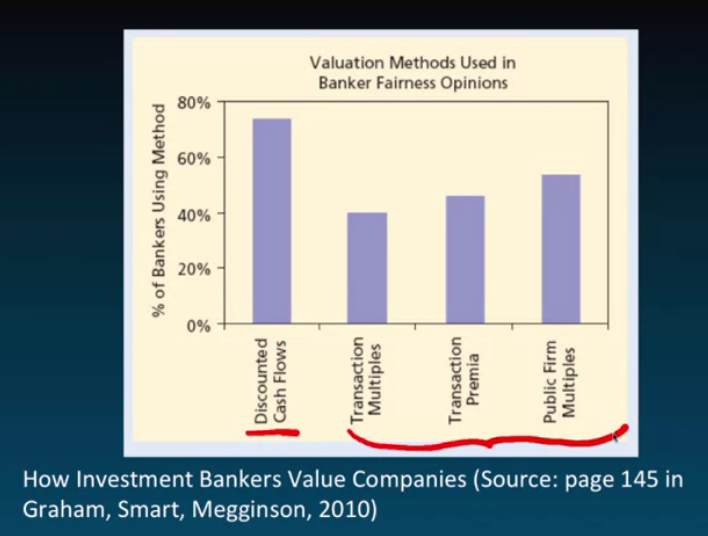 Valuation Methods Used in
Banker Fairness Opinions
% of Bankers Using Method
80%
60%
40%
20%
0%
Discounted
Cash Flows
Transaction
Multiples
Transaction
Premia
Public Firm
Multiples
How Investment Bankers Value Companies (Source: page 145 in
Graham, Smart, Megginson, 2010)